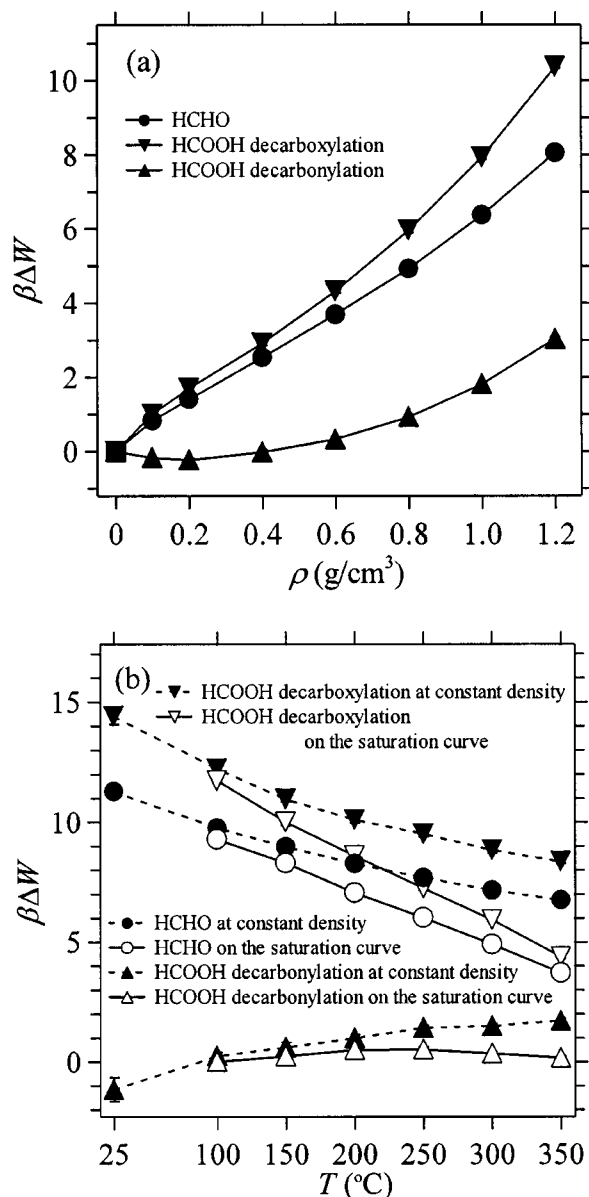 (a)
HCHO
HCOOH decarboxylation
HCOOH decarbonylation
10
8
6
4
2
0
βΔW
0 0.2 0.4 0.6 0.8 1.0 1.2
ρ (g/cm³)
(b)
HCOOH decarboxylation at constant density
HCOOH decarboxylation
on the saturation curve
HCHO at constant density
HCHO on the saturation curve
HCOOH decarbonylation at constant density
HCOOH decarbonylation on the saturation curve
15
10
5
0
βΔW
25 100 150 200 250 300 350
T (°C)